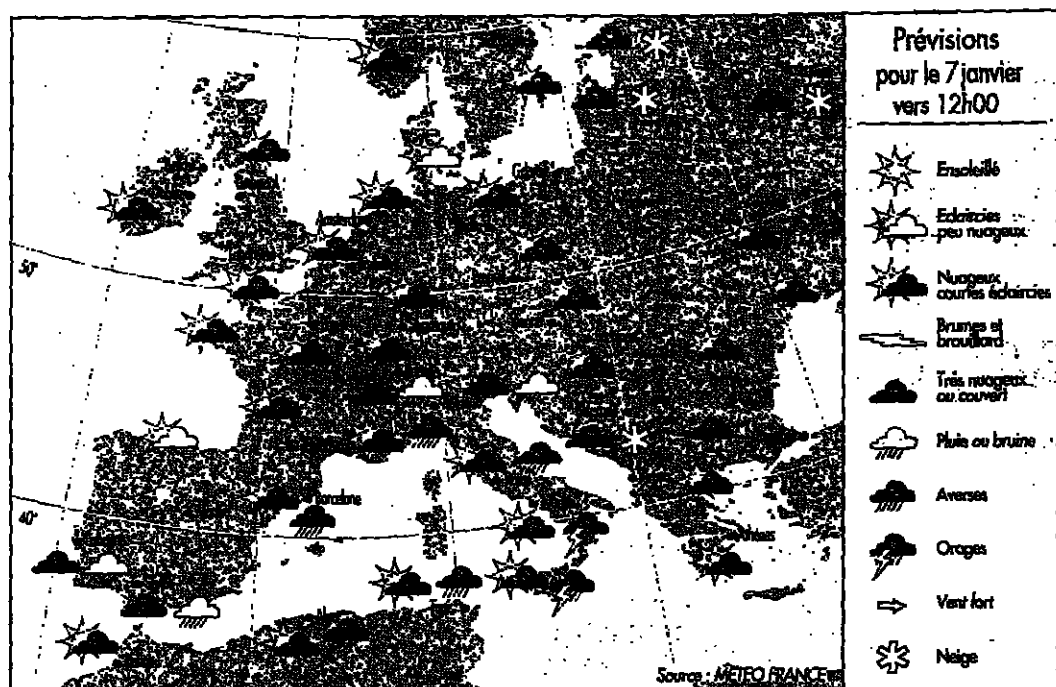 50°
40°
Amsterdam
Barcelone
Athènes
Source : METEO FRANCE
Prévisions
pour le 7 janvier
vers 12h00
Ensoleillé
Eclaircies
peu nuageux
Nuageux
courtes éclaircies
Brumes et
brouillard
Très nuageux
ou couvert
Pluie ou bruine
Averses
Orages
Vent fort
Neige